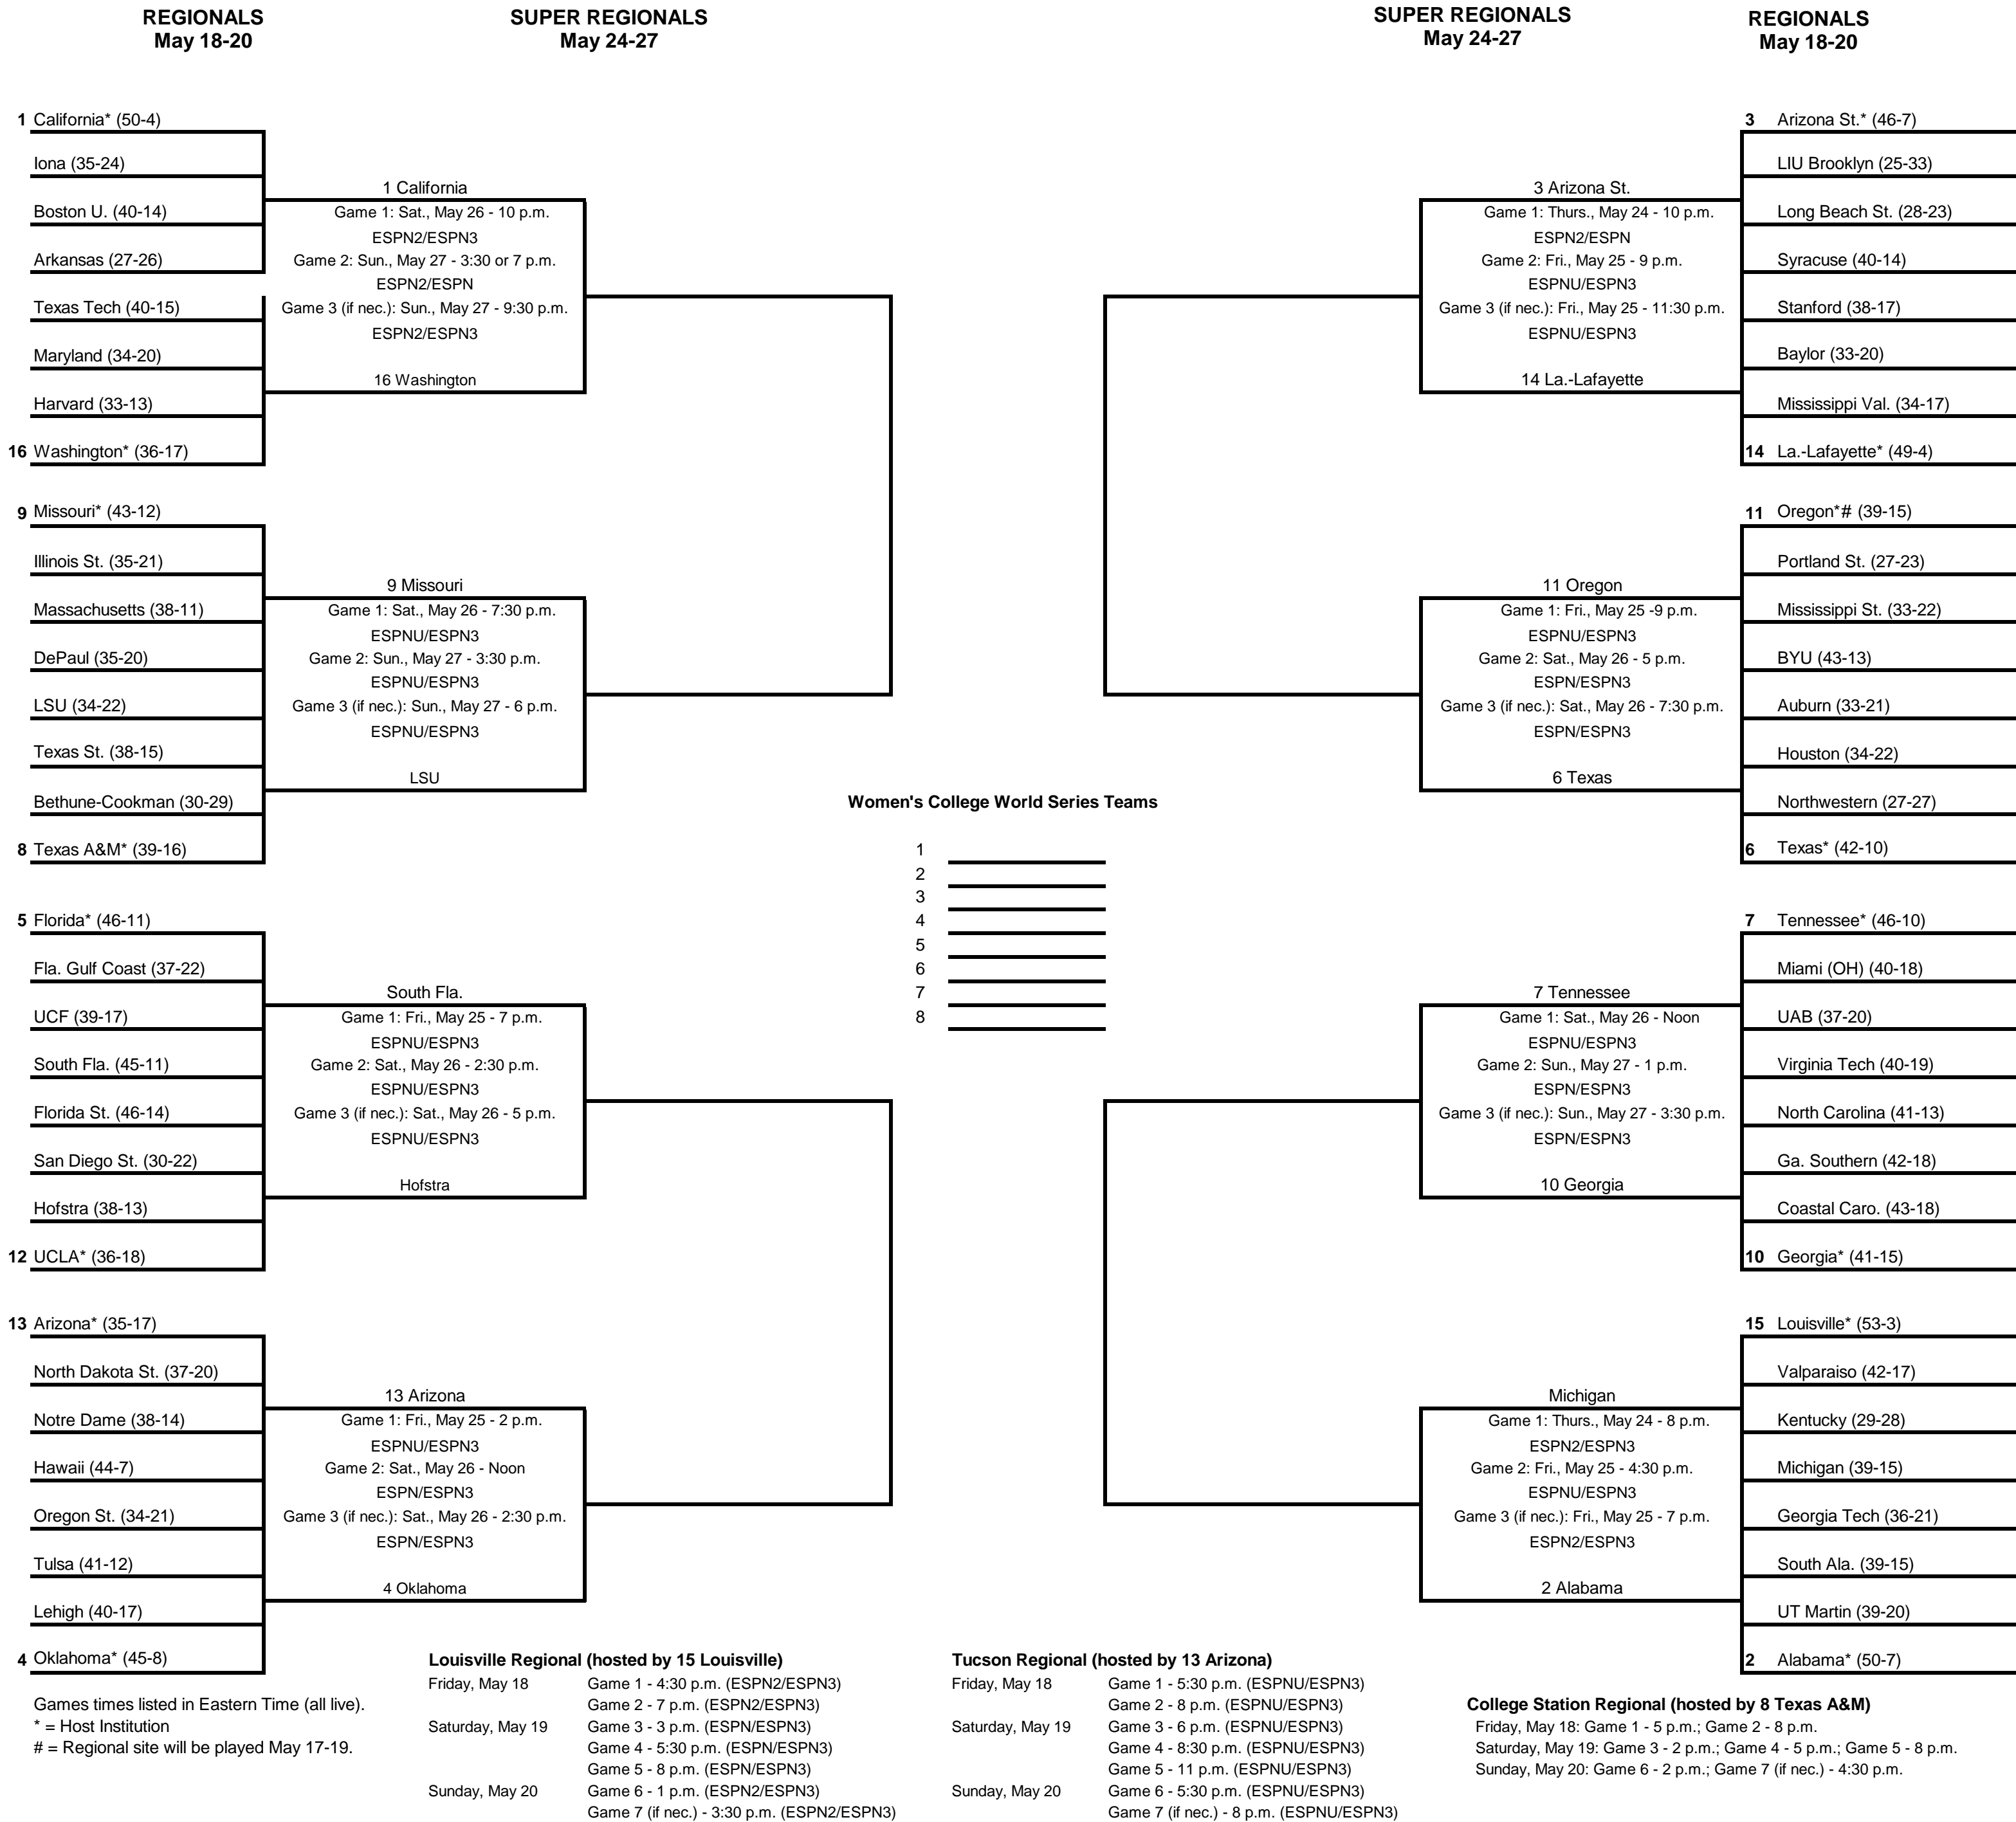 REGIONALS
May 18-20
SUPER REGIONALS
May 24-27
SUPER REGIONALS
May 24-27
REGIONALS
May 18-20
1 California* (50-4)
Iona (35-24)
Boston U. (40-14)
Arkansas (27-26)
Texas Tech (40-15)
Maryland (34-20)
Harvard (33-13)
16 Washington* (36-17)
9 Missouri* (43-12)
Illinois St. (35-21)
Massachusetts (38-11)
DePaul (35-20)
LSU (34-22)
Texas St. (38-15)
Bethune-Cookman (30-29)
8 Texas A&M* (39-16)
5 Florida* (46-11)
Fla. Gulf Coast (37-22)
UCF (39-17)
South Fla. (45-11)
Florida St. (46-14)
San Diego St. (30-22)
Hofstra (38-13)
12 UCLA* (36-18)
13 Arizona* (35-17)
North Dakota St. (37-20)
Notre Dame (38-14)
Hawaii (44-7)
Oregon St. (34-21)
Tulsa (41-12)
Lehigh (40-17)
4 Oklahoma* (45-8)
1 California
Game 1: Sat., May 26 - 10 p.m.
ESPN2/ESPN3
Game 2: Sun., May 27 - 3:30 or 7 p.m.
ESPN2/ESPN
Game 3 (if nec.): Sun., May 27 - 9:30 p.m.
ESPN2/ESPN3
16 Washington
9 Missouri
Game 1: Sat., May 26 - 7:30 p.m.
ESPNU/ESPN3
Game 2: Sun., May 27 - 3:30 p.m.
ESPNU/ESPN3
Game 3 (if nec.): Sun., May 27 - 6 p.m.
ESPNU/ESPN3
LSU
South Fla.
Game 1: Fri., May 25 - 7 p.m.
ESPNU/ESPN3
Game 2: Sat., May 26 - 2:30 p.m.
ESPNU/ESPN3
Game 3 (if nec.): Sat., May 26 - 5 p.m.
ESPNU/ESPN3
Hofstra
13 Arizona
Game 1: Fri., May 25 - 2 p.m.
ESPNU/ESPN3
Game 2: Sat., May 26 - Noon
ESPN/ESPN3
Game 3 (if nec.): Sat., May 26 - 2:30 p.m.
ESPN/ESPN3
4 Oklahoma
Women's College World Series Teams
1
2
3
4
5
6
7
8
3 Arizona St.
Game 1: Thurs., May 24 - 10 p.m.
ESPN2/ESPN
Game 2: Fri., May 25 - 9 p.m.
ESPNU/ESPN3
Game 3 (if nec.): Fri., May 25 - 11:30 p.m.
ESPNU/ESPN3
14 La.-Lafayette
11 Oregon
Game 1: Fri., May 25 -9 p.m.
ESPNU/ESPN3
Game 2: Sat., May 26 - 5 p.m.
ESPN/ESPN3
Game 3 (if nec.): Sat., May 26 - 7:30 p.m.
ESPN/ESPN3
6 Texas
7 Tennessee
Game 1: Sat., May 26 - Noon
ESPNU/ESPN3
Game 2: Sun., May 27 - 1 p.m.
ESPN/ESPN3
Game 3 (if nec.): Sun., May 27 - 3:30 p.m.
ESPN/ESPN3
10 Georgia
Michigan
Game 1: Thurs., May 24 - 8 p.m.
ESPN2/ESPN3
Game 2: Fri., May 25 - 4:30 p.m.
ESPNU/ESPN3
Game 3 (if nec.): Fri., May 25 - 7 p.m.
ESPN2/ESPN3
2 Alabama
3 Arizona St.* (46-7)
LIU Brooklyn (25-33)
Long Beach St. (28-23)
Syracuse (40-14)
Stanford (38-17)
Baylor (33-20)
Mississippi Val. (34-17)
14 La.-Lafayette* (49-4)
11 Oregon*# (39-15)
Portland St. (27-23)
Mississippi St. (33-22)
BYU (43-13)
Auburn (33-21)
Houston (34-22)
Northwestern (27-27)
6 Texas* (42-10)
7 Tennessee* (46-10)
Miami (OH) (40-18)
UAB (37-20)
Virginia Tech (40-19)
North Carolina (41-13)
Ga. Southern (42-18)
Coastal Caro. (43-18)
10 Georgia* (41-15)
15 Louisville* (53-3)
Valparaiso (42-17)
Kentucky (29-28)
Michigan (39-15)
Georgia Tech (36-21)
South Ala. (39-15)
UT Martin (39-20)
2 Alabama* (50-7)
Games times listed in Eastern Time (all live).
* = Host Institution
# = Regional site will be played May 17-19.
Louisville Regional (hosted by 15 Louisville)
Friday, May 18 Game 1 - 4:30 p.m. (ESPN2/ESPN3)
Game 2 - 7 p.m. (ESPN2/ESPN3)
Saturday, May 19 Game 3 - 3 p.m. (ESPN/ESPN3)
Game 4 - 5:30 p.m. (ESPN/ESPN3)
Game 5 - 8 p.m. (ESPN/ESPN3)
Sunday, May 20 Game 6 - 1 p.m. (ESPN2/ESPN3)
Game 7 (if nec.) - 3:30 p.m. (ESPN2/ESPN3)
Tucson Regional (hosted by 13 Arizona)
Friday, May 18 Game 1 - 5:30 p.m. (ESPNU/ESPN3)
Game 2 - 8 p.m. (ESPNU/ESPN3)
Saturday, May 19 Game 3 - 6 p.m. (ESPNU/ESPN3)
Game 4 - 8:30 p.m. (ESPNU/ESPN3)
Game 5 - 11 p.m. (ESPNU/ESPN3)
Sunday, May 20 Game 6 - 5:30 p.m. (ESPNU/ESPN3)
Game 7 (if nec.) - 8 p.m. (ESPNU/ESPN3)
College Station Regional (hosted by 8 Texas A&M)
Friday, May 18: Game 1 - 5 p.m.; Game 2 - 8 p.m.
Saturday, May 19: Game 3 - 2 p.m.; Game 4 - 5 p.m.; Game 5 - 8 p.m.
Sunday, May 20: Game 6 - 2 p.m.; Game 7 (if nec.) - 4:30 p.m.